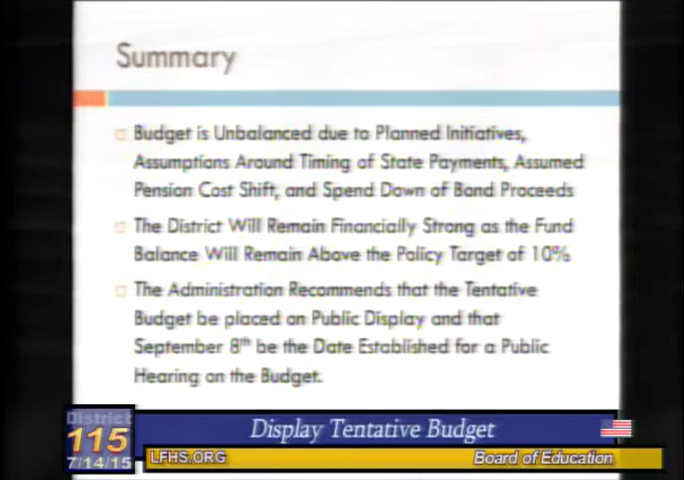 Summary
Budget is Unbalanced due to Planned Initiatives,
Assumptions Around Timing of State Payments, Assumed
Pension Cost Shift, and Spend Down of Bond Proceeds
The District Will Remain Financially Strong as the Fund
Balance Will Remain Above the Policy Target of 10%
The Administration Recommends that the Tentative
Budget be placed on Public Display and that
September 8th be the Date Established for a Public
Hearing on the Budget.
District
115
7/14/15
Display Tentative Budget
LFHS.ORG
Board of Education